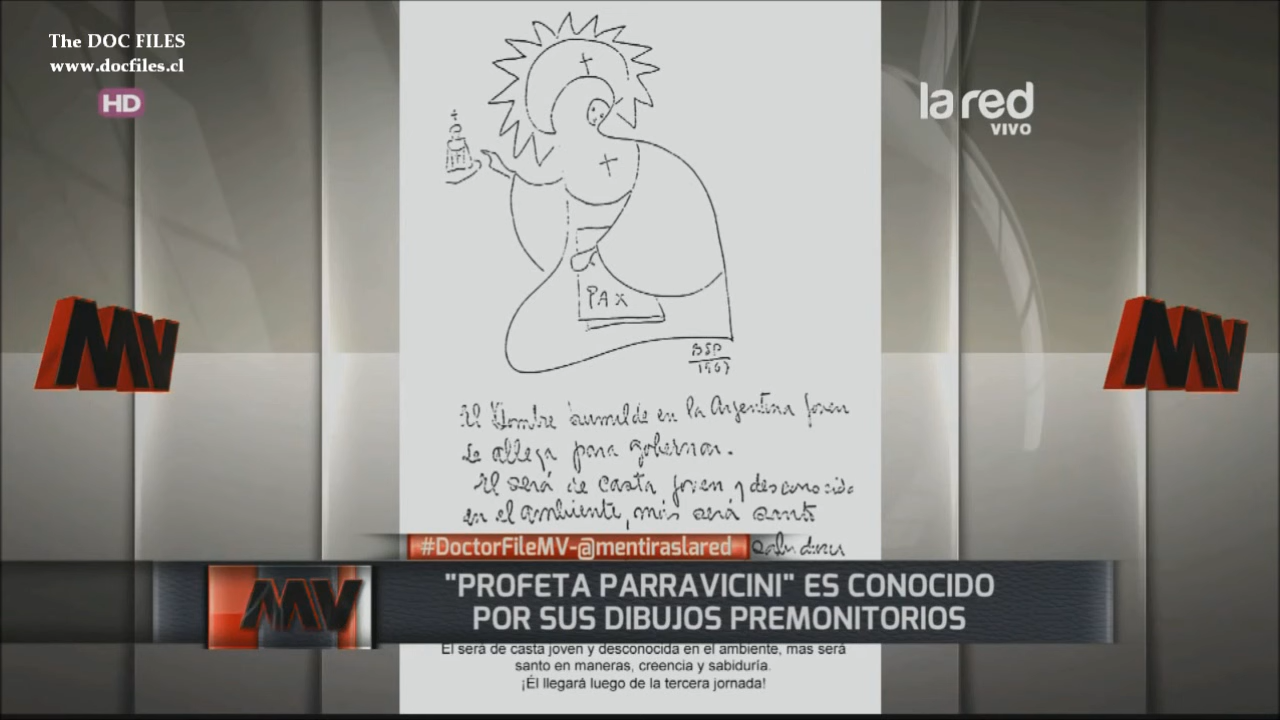 The DOC FILES
www.docfiles.cl
HD
la red
VIVO
MV
MV
PAX
BSP
1967
El Hombre humilde en la Argentina joven
se allega para gobernar.
El será de casta joven y desconocida
en el ambiente, más será santo
#DoctorFileMV-@mentiraslared
MV
"PROFETA PARRAVICINI" ES CONOCIDO
POR SUS DIBUJOS PREMONITORIOS
El será de casta joven y desconocida en el ambiente, mas será
santo en maneras, creencia y sabiduría.
¡Él llegará luego de la tercera jornada!